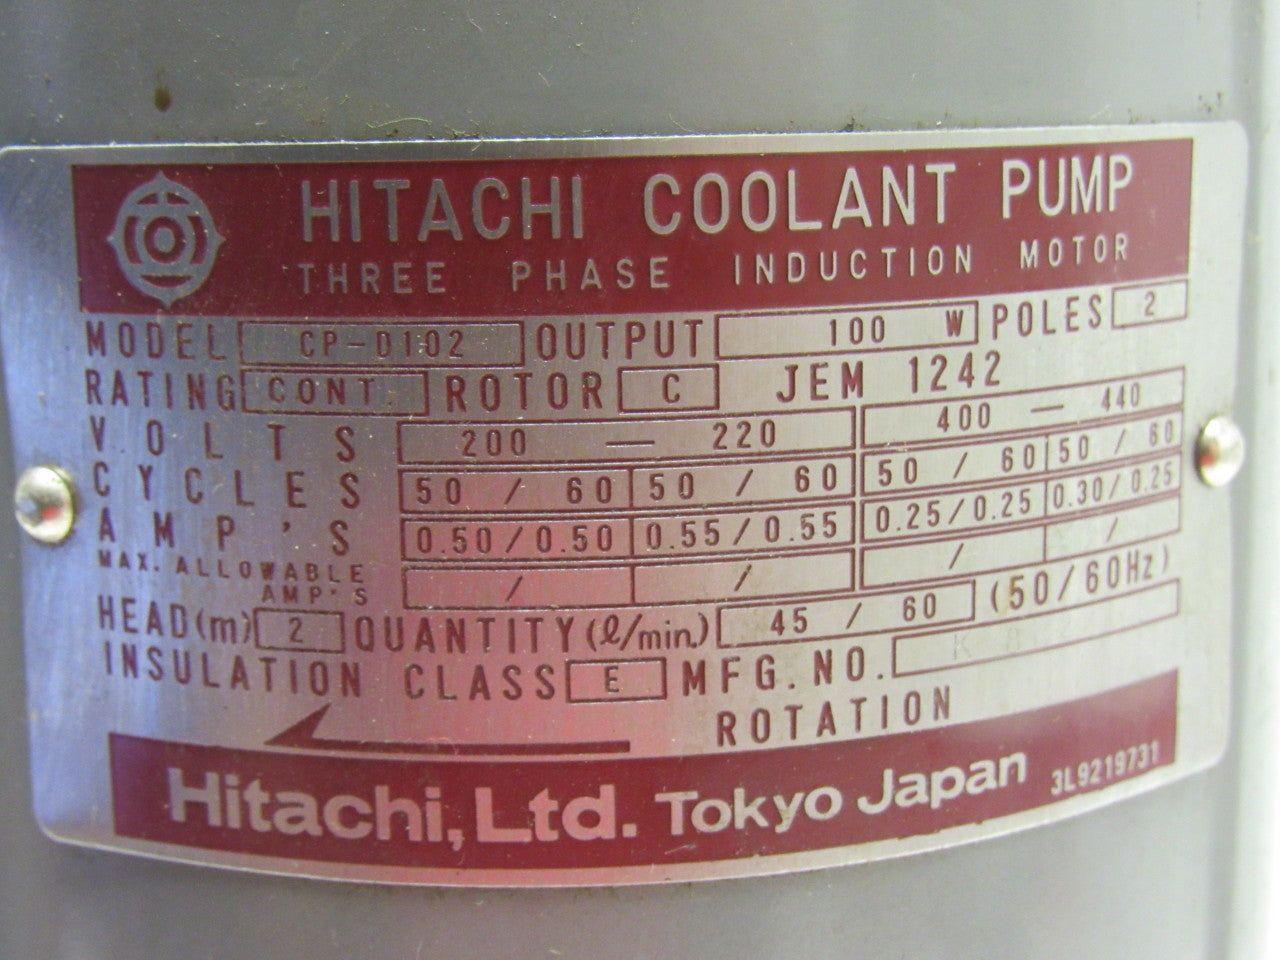 HITACHI COOLANT PUMP
THREE PHASE INDUCTION MOTOR
MODEL CP-D102 OUTPUT 100 W POLES 2
RATING CONT ROTOR C JEM 1242
VOLTS 200 — 220 400 — 440
CYCLES 50 / 60 50 / 60 50 / 60 50 / 60
AMP'S 0.50/0.50 0.55/0.55 0.25/0.25 0.30/0.25
MAX. ALLOWABLE AMP'S / / / /
HEAD(m) 2 QUANTITY(ℓ/min.) 45 / 60 (50/60Hz)
INSULATION CLASS E MFG. NO.
ROTATION
Hitachi, Ltd. Tokyo Japan 3L9219731